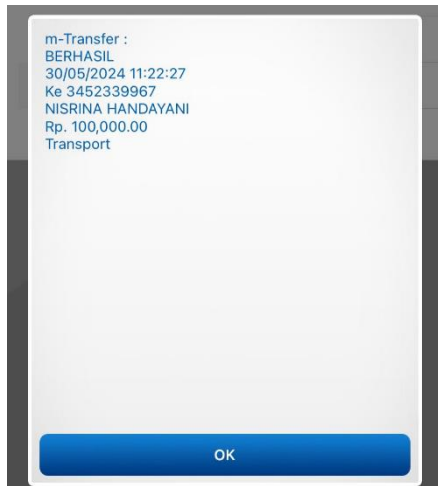 m-Transfer :
BERHASIL
30/05/2024 11:22:27
Ke 3452339967
NISRINA HANDAYANI
Rp. 100,000.00
Transport
OK